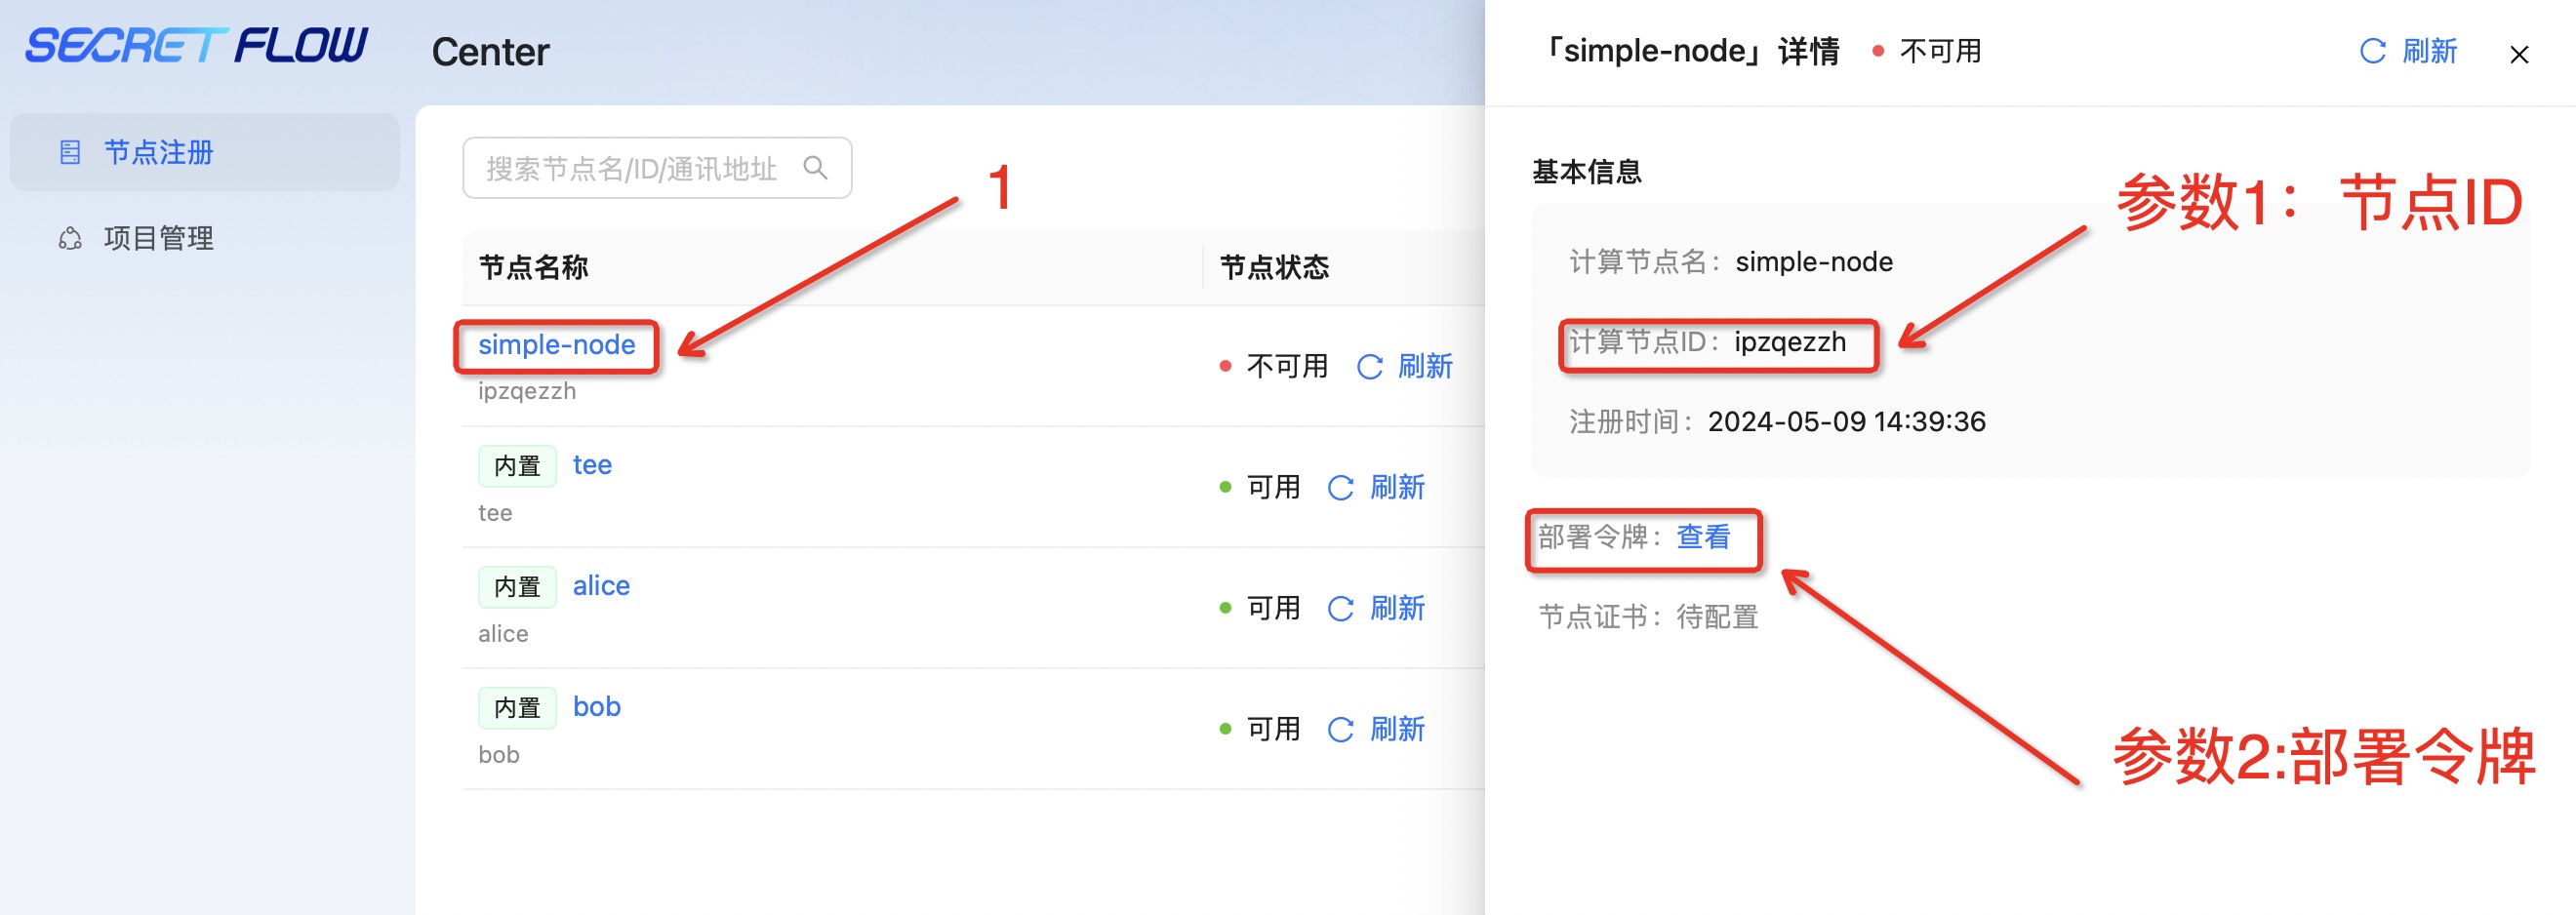 SECRET FLOW
Center
节点注册
项目管理
搜索节点名/ID/通讯地址
1
节点名称
节点状态
simple-node
ipzqezzh
不可用 刷新
内置 tee
tee
可用 刷新
内置 alice
alice
可用 刷新
内置 bob
bob
可用 刷新
「simple-node」详情 不可用
刷新
基本信息
参数1：节点ID
计算节点名：simple-node
计算节点ID：ipzqezzh
注册时间：2024-05-09 14:39:36
部署令牌：查看
节点证书：待配置
参数2:部署令牌